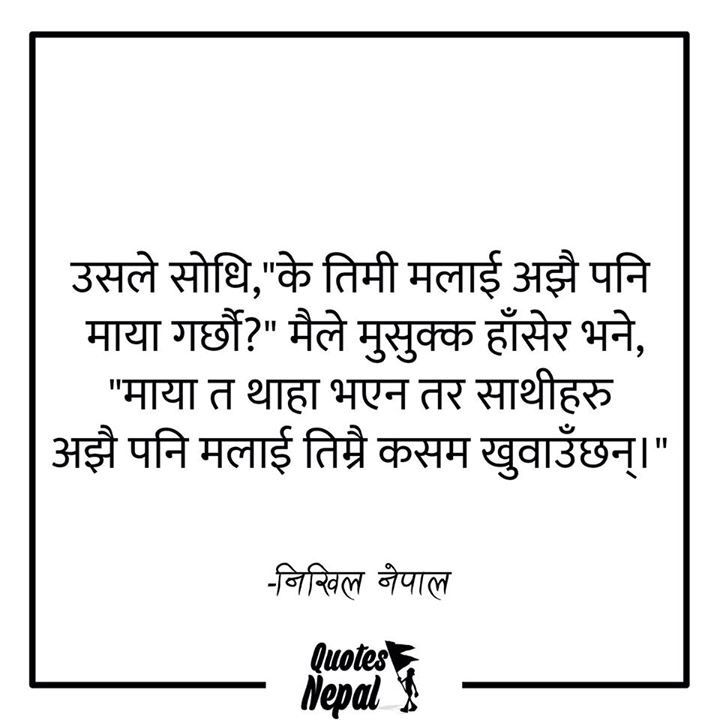 उसले सोधि,"के तिमी मलाई अझै पनि
माया गर्छौ?" मैले मुसुक्क हाँसेर भने,
"माया त थाहा भएन तर साथीहरु
अझै पनि मलाई तिम्रै कसम खुवाउँछन्।"
-निखिल नेपाल
Quotes
Nepal